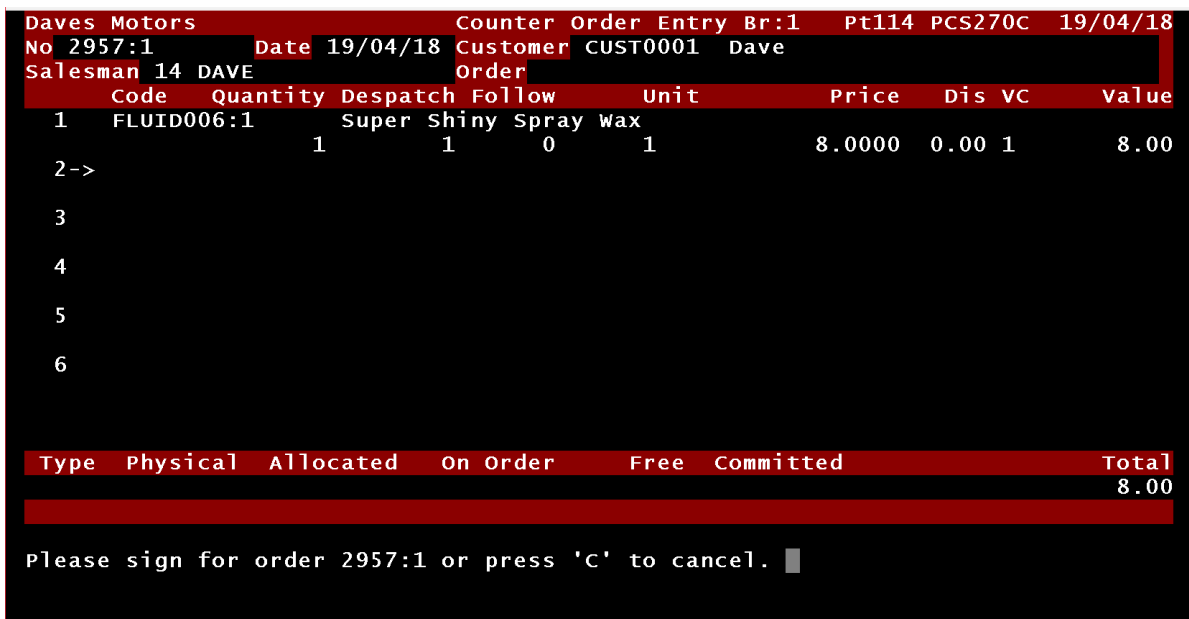 Daves Motors Counter Order Entry Br:1 Pt114 PCS270C 19/04/18
No 2957:1 Date 19/04/18 Customer CUST0001 Dave
Salesman 14 DAVE Order
Code Quantity Despatch Follow Unit Price Dis VC Value
1 FLUID006:1 Super Shiny Spray Wax
1 1 0 1 8.0000 0.00 1 8.00
2->
3
4
5
6
Type Physical Allocated On Order Free Committed Total
8.00
Please sign for order 2957:1 or press 'C' to cancel.